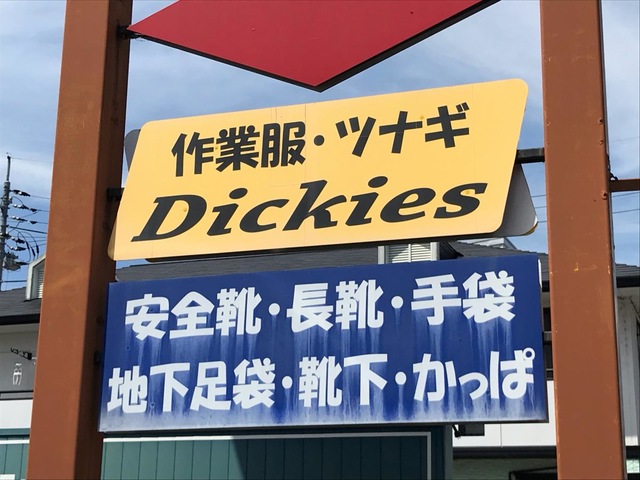 作業服・ツナギ
Dickies
安全靴・長靴・手袋
地下足袋・靴下・かっぱ